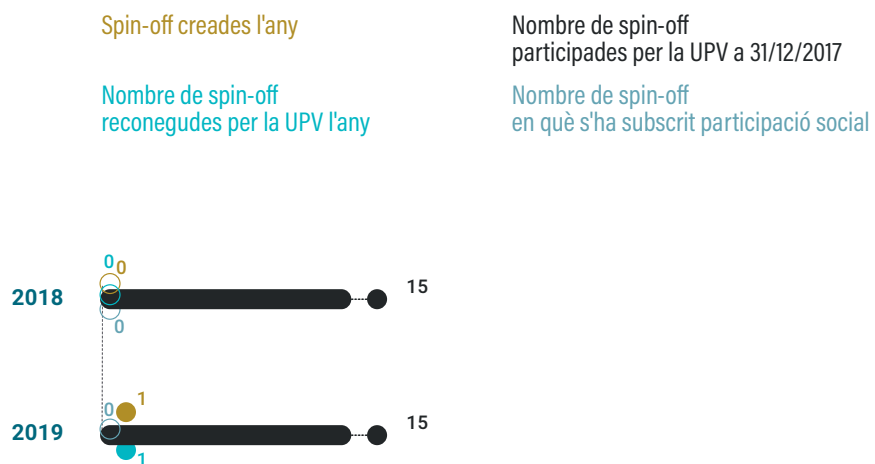 Spin-off creades l'any
Nombre de spin-off
participades per la UPV a 31/12/2017
Nombre de spin-off
reconegudes per la UPV l'any
Nombre de spin-off
en què s'ha subscrit participació social
0
0
2018
15
0
0
1
2019
15
1